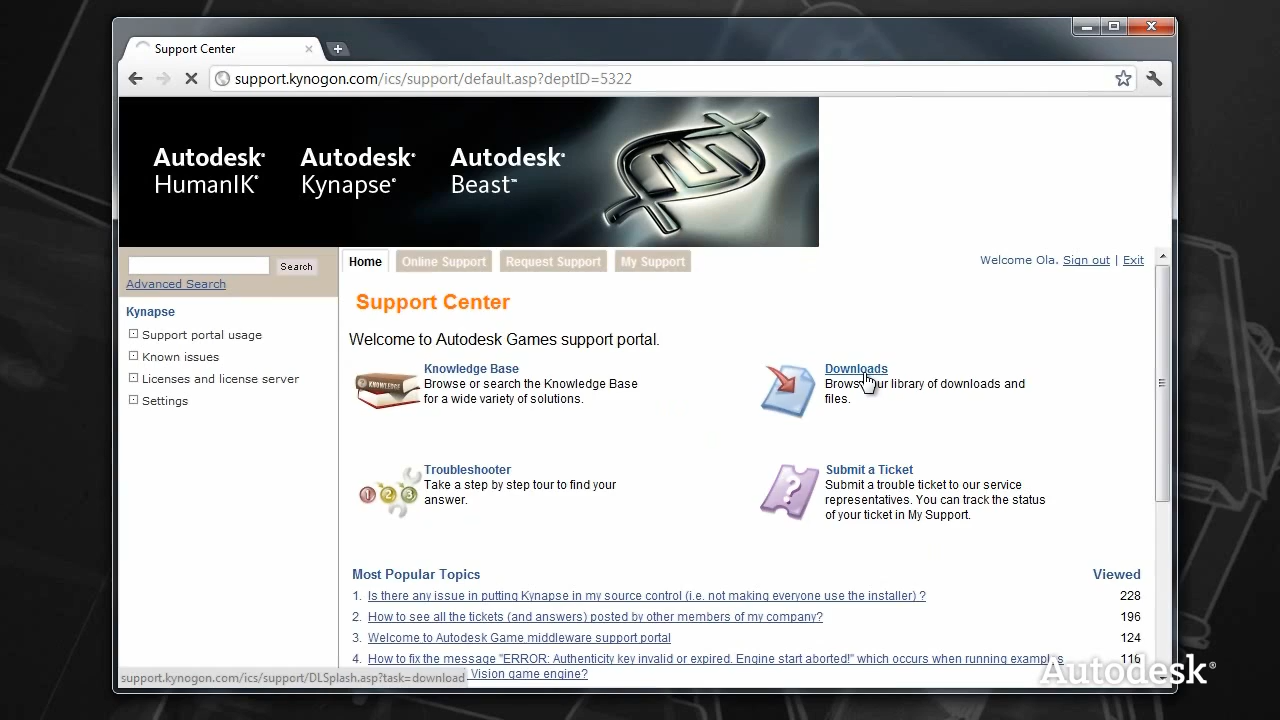 Support Center
support.kynogon.com/ics/support/default.asp?deptID=5322
Autodesk® Autodesk® Autodesk®
HumanIK® Kynapse® Beast™
Search
Advanced Search
Home Online Support Request Support My Support
Welcome Ola. Sign out | Exit
Kynapse
Support portal usage
Known issues
Licenses and license server
Settings
Support Center
Welcome to Autodesk Games support portal.
Knowledge Base
Browse or search the Knowledge Base
for a wide variety of solutions.
KNOWLEDGE
Downloads
Brows ur library of downloads and
files.
Troubleshooter
Take a step by step tour to find your
answer.
1 2 3
Submit a Ticket
Submit a trouble ticket to our service
representatives. You can track the status
of your ticket in My Support.
?
Most Popular Topics Viewed
1. Is there any issue in putting Kynapse in my source control (i.e. not making everyone use the installer) ? 228
2. How to see all the tickets (and answers) posted by other members of my company? 196
3. Welcome to Autodesk Game middleware support portal 124
4. How to fix the message "ERROR: Authenticity key invalid or expired. Engine start aborted!" which occurs when running examples 116
Vision game engine?
support.kynogon.com/ics/support/DLSplash.asp?task=download
Autodesk®